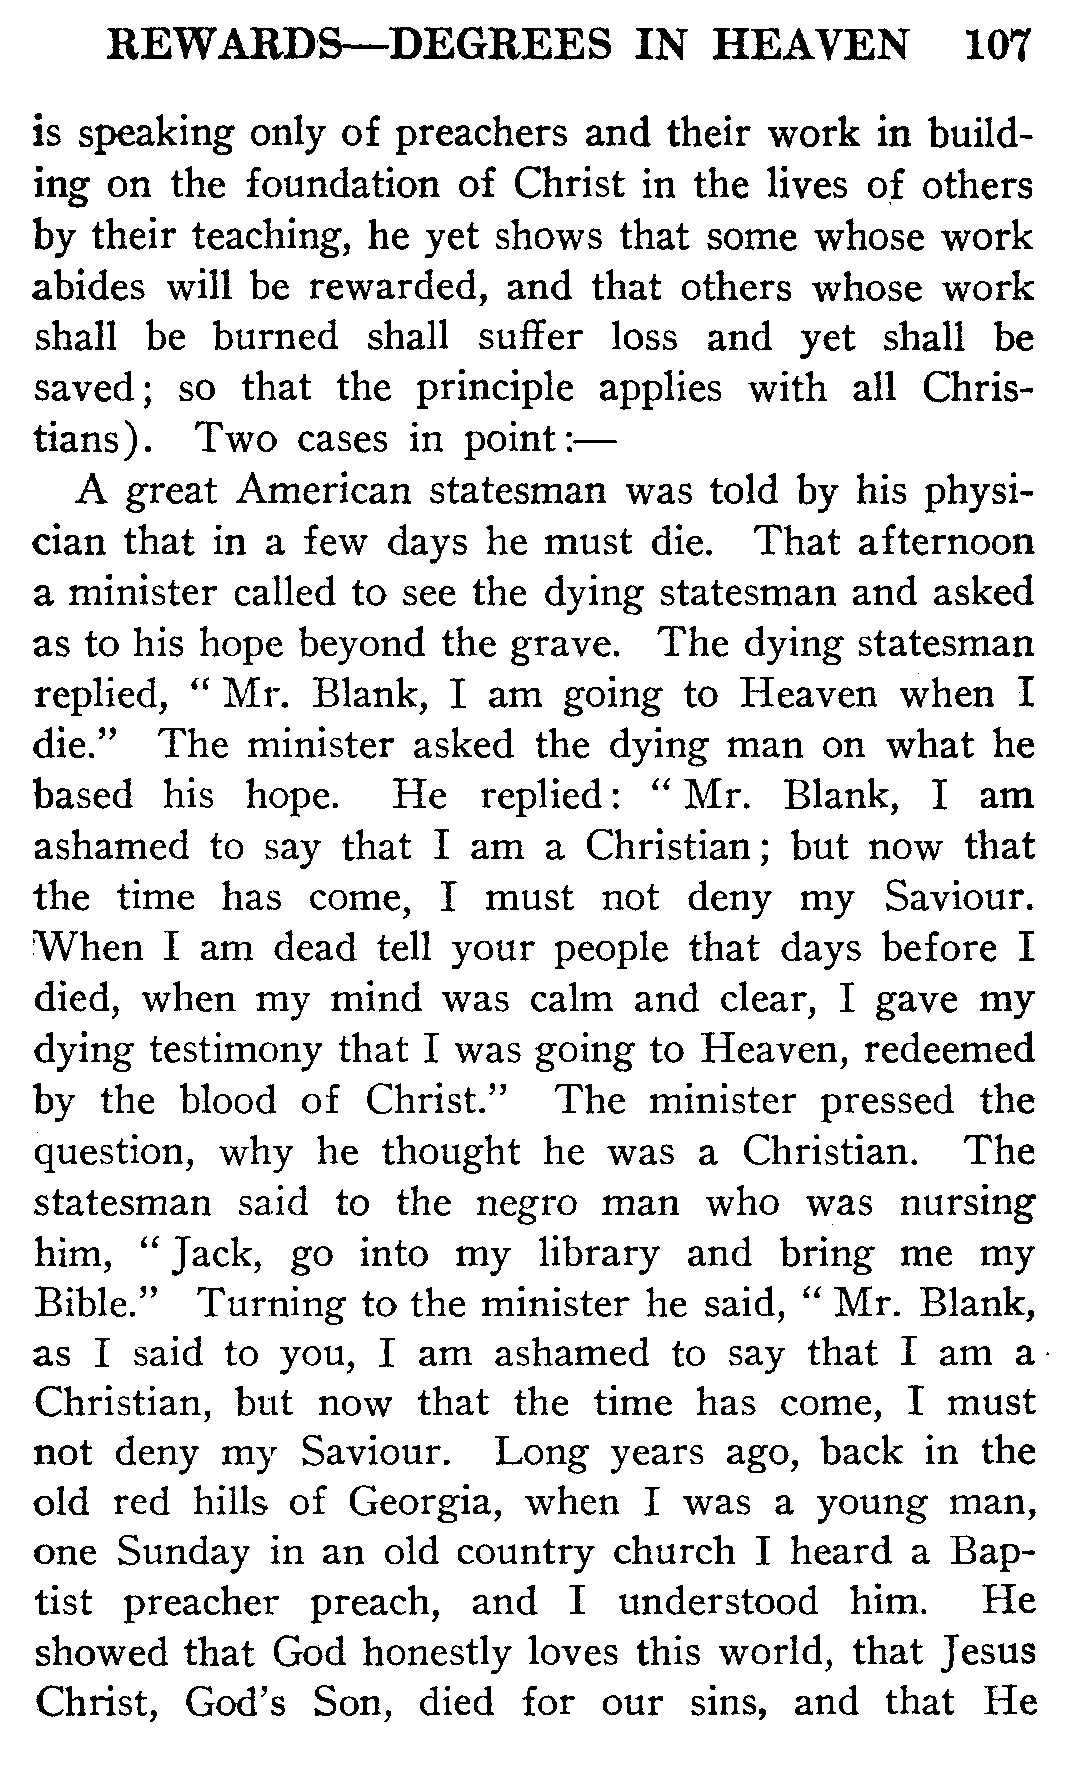 REWARDS—DEGREES IN HEAVEN 107
is speaking only of preachers and their work in build-
ing on the foundation of Christ in the lives of others
by their teaching, he yet shows that some whose work
abides will be rewarded, and that others whose work
shall be burned shall suffer loss and yet shall be
saved; so that the principle applies with all Chris-
tians). Two cases in point:—
A great American statesman was told by his physi-
cian that in a few days he must die. That afternoon
a minister called to see the dying statesman and asked
as to his hope beyond the grave. The dying statesman
replied, “Mr. Blank, I am going to Heaven when I
die.” The minister asked the dying man on what he
based his hope. He replied: “Mr. Blank, I am
ashamed to say that I am a Christian; but now that
the time has come, I must not deny my Saviour.
When I am dead tell your people that days before I
died, when my mind was calm and clear, I gave my
dying testimony that I was going to Heaven, redeemed
by the blood of Christ.” The minister pressed the
question, why he thought he was a Christian. The
statesman said to the negro man who was nursing
him, “Jack, go into my library and bring me my
Bible.” Turning to the minister he said, “Mr. Blank,
as I said to you, I am ashamed to say that I am a
Christian, but now that the time has come, I must
not deny my Saviour. Long years ago, back in the
old red hills of Georgia, when I was a young man,
one Sunday in an old country church I heard a Bap-
tist preacher preach, and I understood him. He
showed that God honestly loves this world, that Jesus
Christ, God's Son, died for our sins, and that He